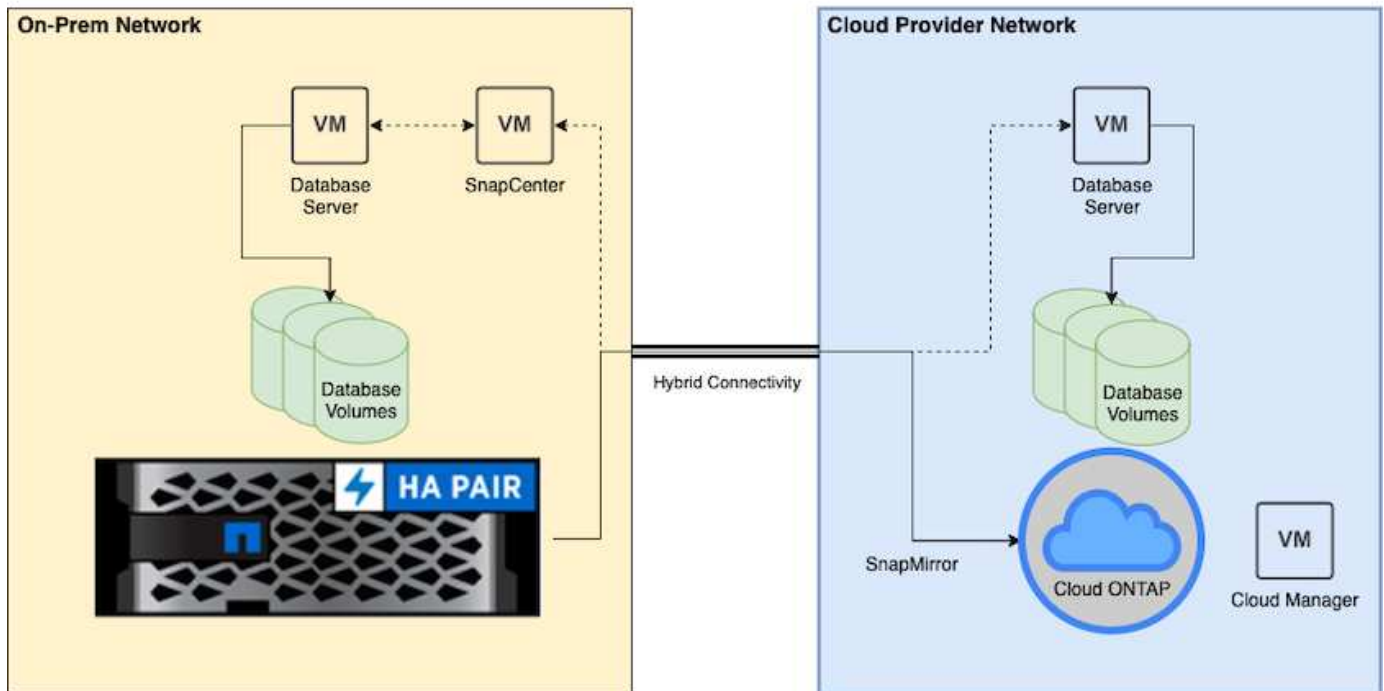 On-Prem Network
VM
VM
Database
Server
SnapCenter
Database
Volumes
HA PAIR
Hybrid Connectivity
Cloud Provider Network
VM
Database
Server
Database
Volumes
SnapMirror
Cloud ONTAP
VM
Cloud Manager